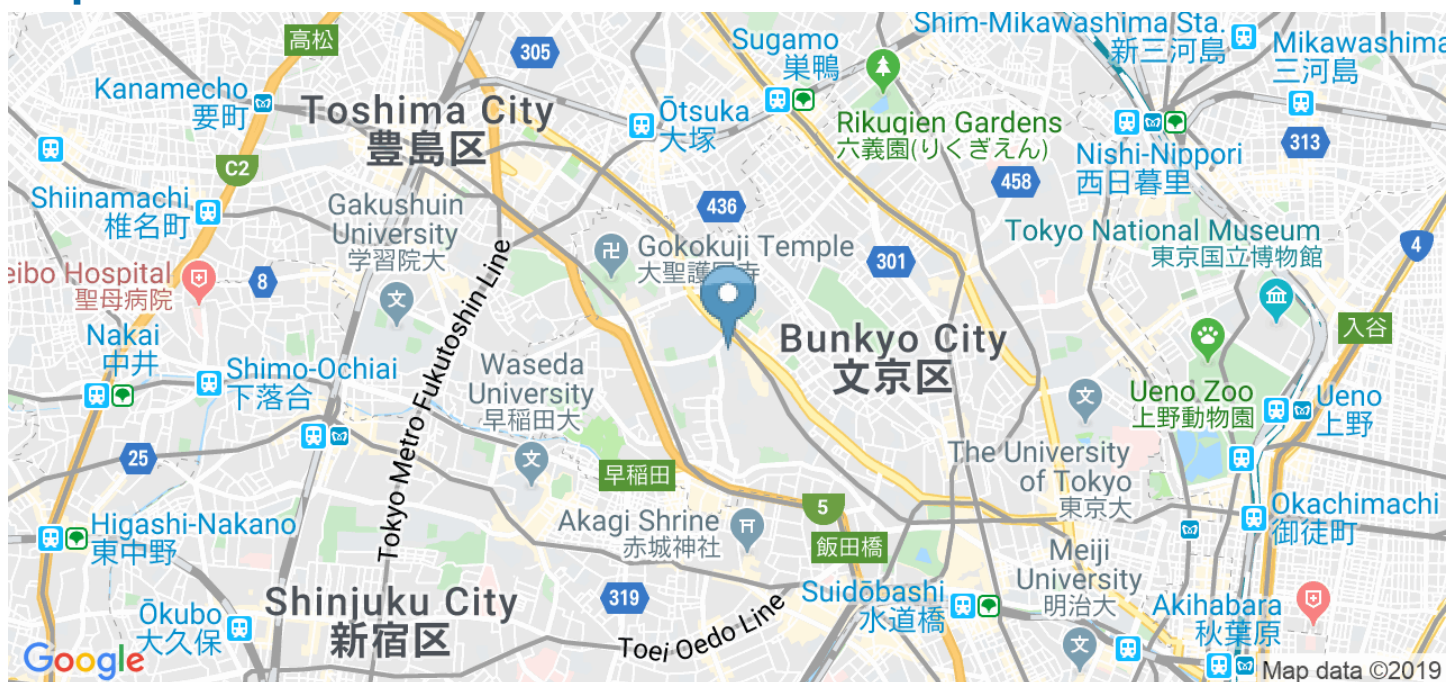 高松
305
Sugamo
巣鴨
Shim-Mikawashima Sta.
新三河島
Mikawashima
三河島
Kanamecho
要町
Toshima City
豊島区
Ōtsuka
大塚
Rikugien Gardens
六義園(りくぎえん)
Nishi-Nippori
西日暮里
313
C2
458
Shiinamachi
椎名町
Gakushuin
University
学習院大
436
Gokokuji Temple
301
Tokyo National Museum
東京国立博物館
4
Hospital
聖母病院
8
Tokyo Metro Fukutoshin Line
Nakai
中井
Shimo-Ochiai
下落合
Waseda
University
早稲田大
Bunkyo City
文京区
入谷
Ueno Zoo
上野動物園
Ueno
上野
25
早稲田
The University
of Tokyo
東京大
5
Okachimachi
御徒町
Higashi-Nakano
東中野
Akagi Shrine
赤城神社
飯田橋
Meiji
University
明治大
Shinjuku City
新宿区
319
Suidōbashi
水道橋
Akihabara
秋葉原
Ōkubo
大久保
Toei Oedo Line
Google
Map data ©2019